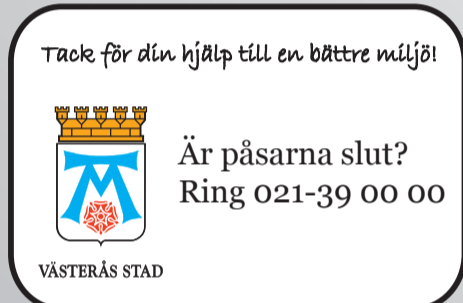 Tack för din hjälp till en bättre miljö!
Är påsarna slut?
Ring 021-39 00 00
VÄSTERÅS STAD